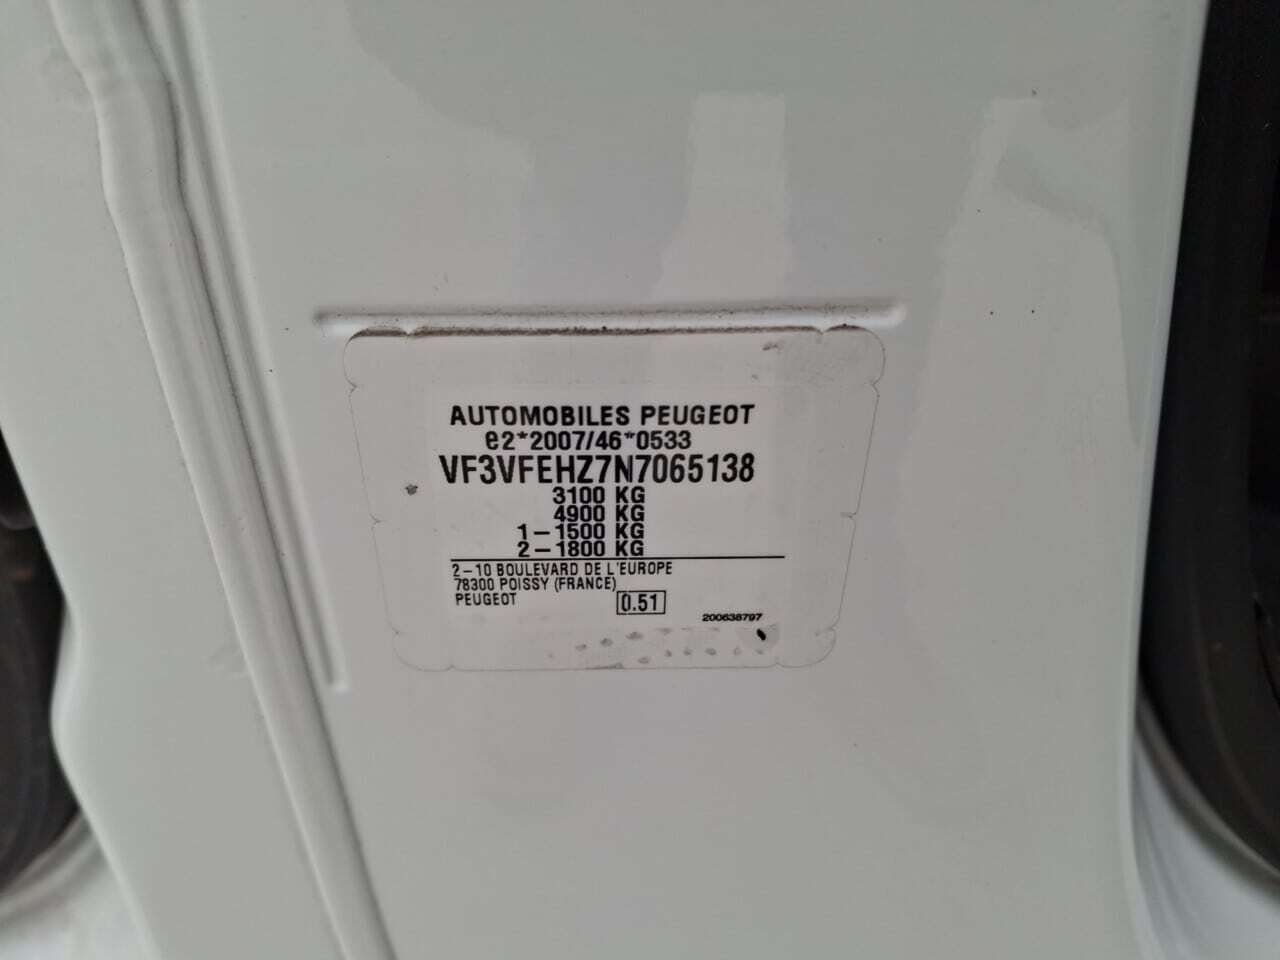 AUTOMOBILES PEUGEOT
e2*2007/46*0533
VF3VFEHZ7N7065138
3100 KG
4900 KG
1-1500 KG
2-1800 KG
2-10 BOULEVARD DE L'EUROPE
78300 POISSY (FRANCE)
PEUGEOT
0.51
200638797